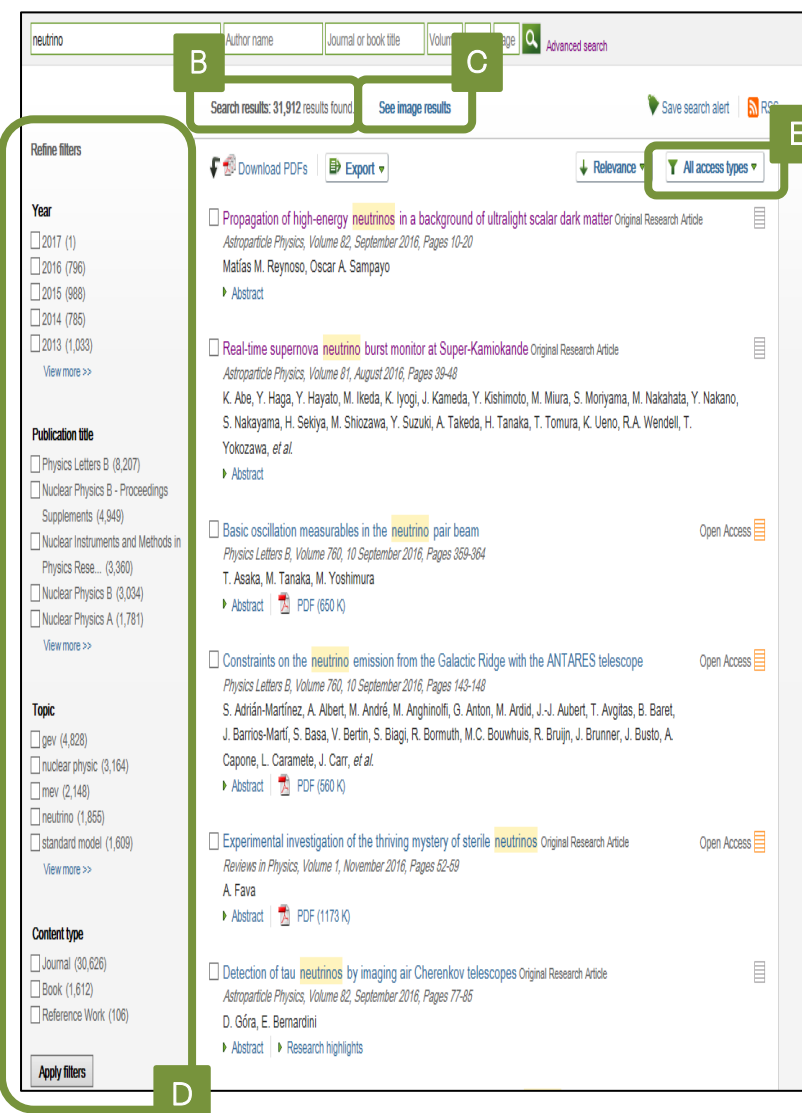 neutrino Author name Journal or book title Volum age Advanced search
B
C
Search results: 31,912 results found. See image results Save search alert RSS
E
Refine filters
Download PDFs Export Relevance All access types
Year
2017 (1)
2016 (796)
2015 (988)
2014 (785)
2013 (1,033)
View more >>
Publication title
Physics Letters B (8,207)
Nuclear Physics B - Proceedings
Supplements (4,949)
Nuclear Instruments and Methods in
Physics Rese... (3,360)
Nuclear Physics B (3,034)
Nuclear Physics A (1,781)
View more >>
Topic
gev (4,828)
nuclear physic (3,164)
mev (2,148)
neutrino (1,855)
standard model (1,609)
View more >>
Content type
Journal (30,626)
Book (1,612)
Reference Work (106)
Apply filters
D
Propagation of high-energy neutrinos in a background of ultralight scalar dark matter Original Research Article
Astroparticle Physics, Volume 82, September 2016, Pages 10-20
Matías M. Reynoso, Oscar A. Sampayo
Abstract
Real-time supernova neutrino burst monitor at Super-Kamiokande Original Research Article
Astroparticle Physics, Volume 81, August 2016, Pages 39-48
K. Abe, Y. Haga, Y. Hayato, M. Ikeda, K. Iyogi, J. Kameda, Y. Kishimoto, M. Miura, S. Moriyama, M. Nakahata, Y. Nakano,
S. Nakayama, H. Sekiya, M. Shiozawa, Y. Suzuki, A. Takeda, H. Tanaka, T. Tomura, K. Ueno, R.A. Wendell, T.
Yokozawa, et al.
Abstract
Basic oscillation measurables in the neutrino pair beam Open Access
Physics Letters B, Volume 760, 10 September 2016, Pages 359-364
T. Asaka, M. Tanaka, M. Yoshimura
Abstract PDF (650 K)
Constraints on the neutrino emission from the Galactic Ridge with the ANTARES telescope Open Access
Physics Letters B, Volume 760, 10 September 2016, Pages 143-148
S. Adrián-Martínez, A. Albert, M. André, M. Anghinolfi, G. Anton, M. Ardid, J.-J. Aubert, T. Avgitas, B. Baret,
J. Barrios-Martí, S. Basa, V. Bertin, S. Biagi, R. Bormuth, M.C. Bouwhuis, R. Bruijn, J. Brunner, J. Busto, A.
Capone, L. Caramete, J. Carr, et al.
Abstract PDF (560 K)
Experimental investigation of the thriving mystery of sterile neutrinos Original Research Article Open Access
Reviews in Physics, Volume 1, November 2016, Pages 52-59
A. Fava
Abstract PDF (1173 K)
Detection of tau neutrinos by imaging air Cherenkov telescopes Original Research Article
Astroparticle Physics, Volume 82, September 2016, Pages 77-85
D. Góra, E. Bernardini
Abstract Research highlights